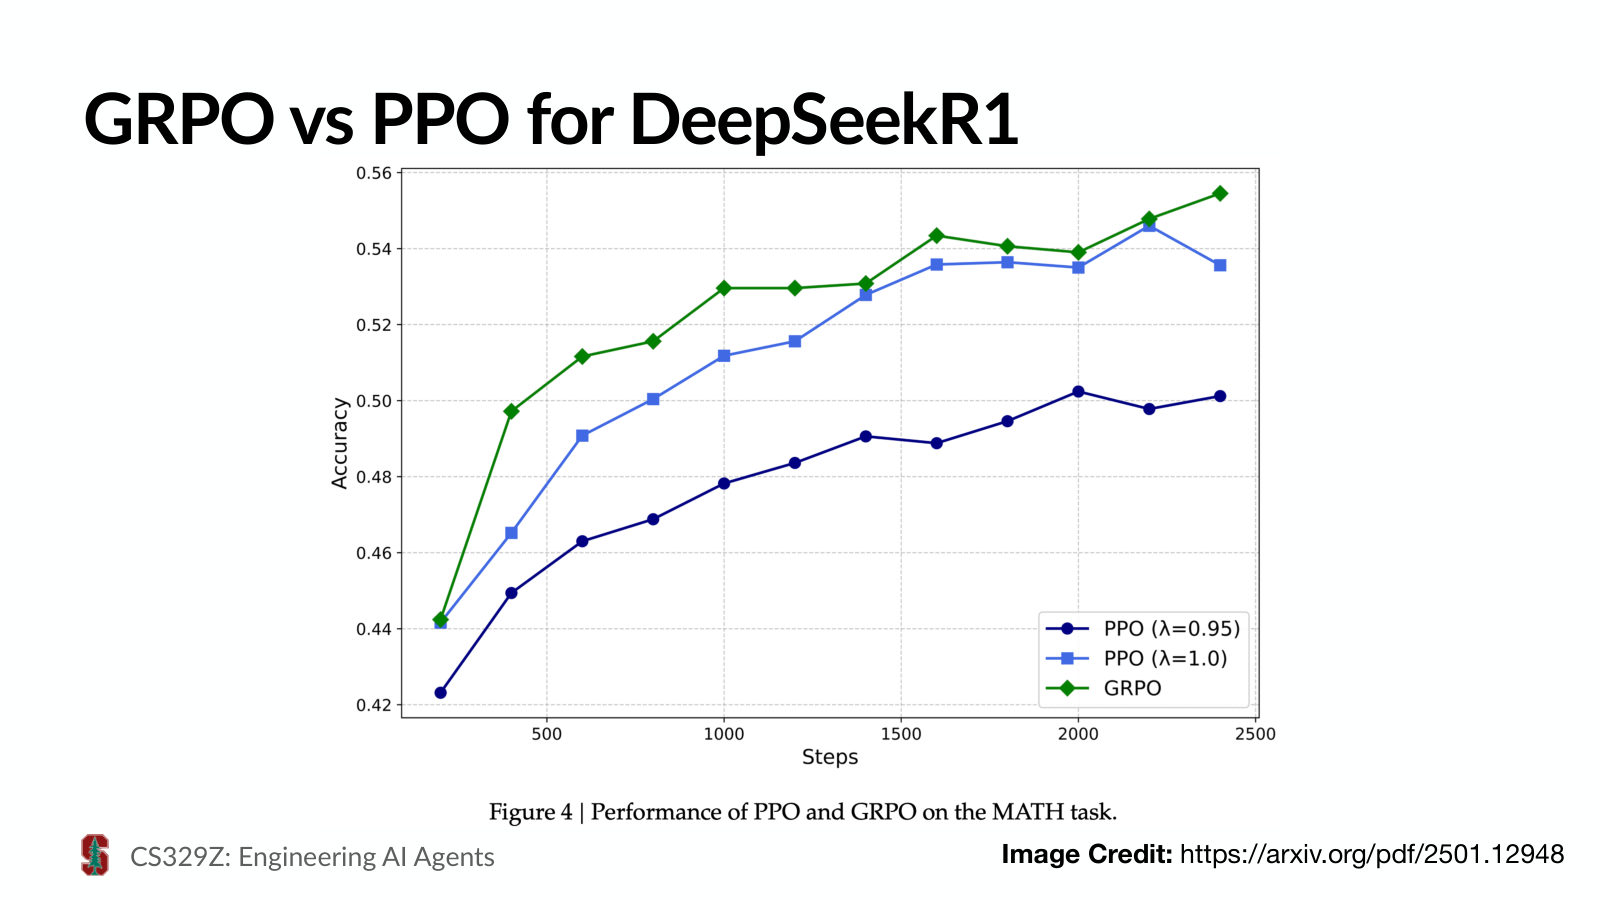 GRPO vs PPO for DeepSeekR1
0.56
0.54
0.52
0.50
0.48
0.46
0.44
0.42
Accuracy
500
1000
1500
2000
2500
Steps
PPO (λ=0.95)
PPO (λ=1.0)
GRPO
Figure 4 | Performance of PPO and GRPO on the MATH task.
CS329Z: Engineering AI Agents
Image Credit: https://arxiv.org/pdf/2501.12948